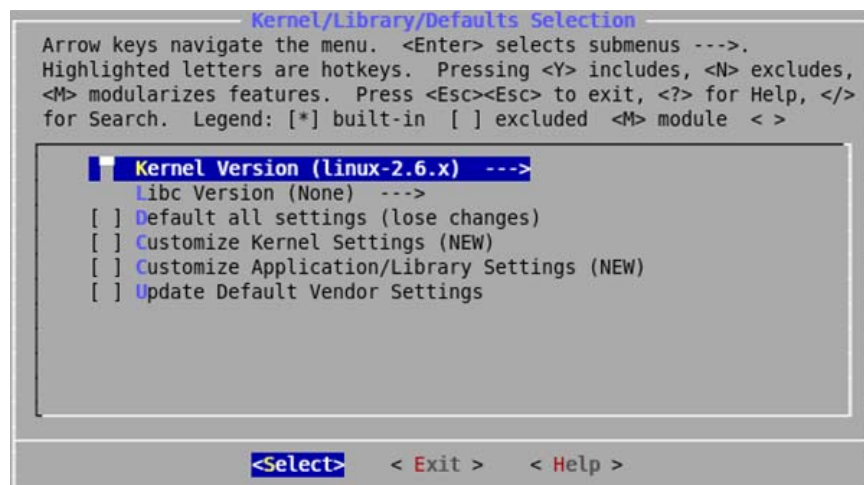 Kernel/Library/Defaults Selection
Arrow keys navigate the menu.  <Enter> selects submenus --->.
Highlighted letters are hotkeys.  Pressing <Y> includes, <N> excludes,
<M> modularizes features.  Press <Esc><Esc> to exit, <?> for Help, </>
for Search.  Legend: [*] built-in  [ ] excluded  <M> module  < >
Kernel Version (linux-2.6.x)  --->
Libc Version (None)  --->
[ ] Default all settings (lose changes)
[ ] Customize Kernel Settings (NEW)
[ ] Customize Application/Library Settings (NEW)
[ ] Update Default Vendor Settings
<Select>    < Exit >    < Help >